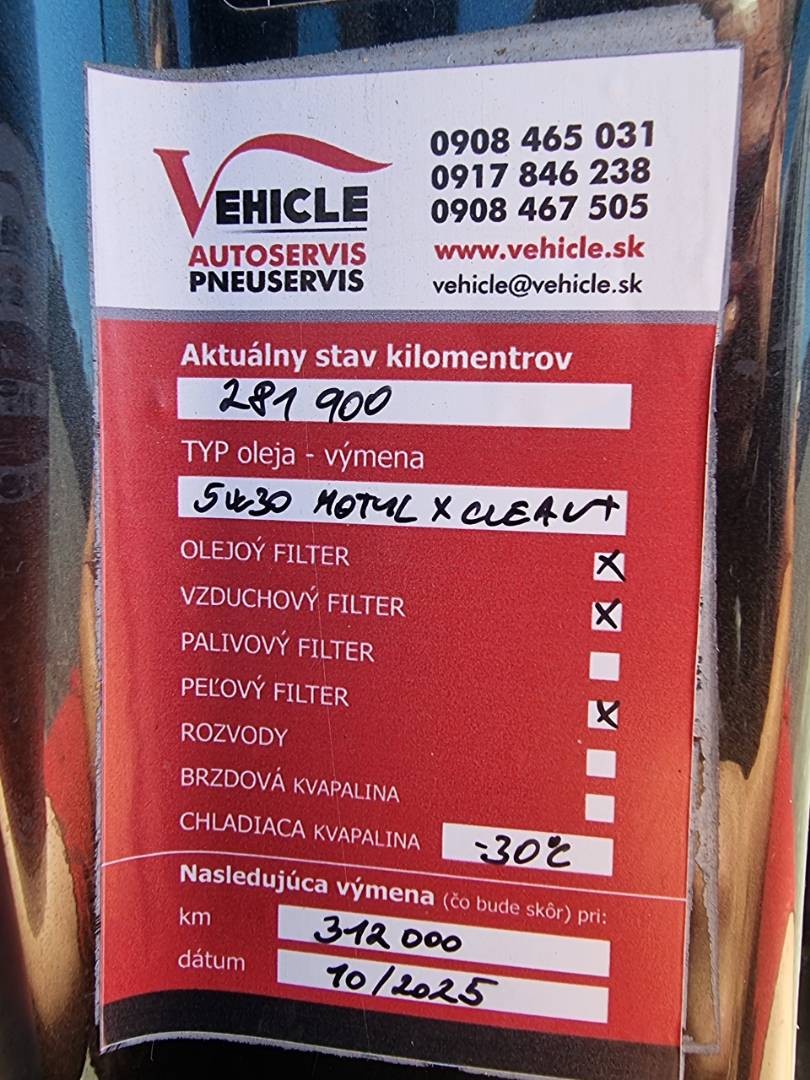 VEHICLE
AUTOSERVIS
PNEUSERVIS
0908 465 031
0917 846 238
0908 467 505
www.vehicle.sk
vehicle@vehicle.sk
Aktuálny stav kilomentrov
281 900
TYP oleja - výmena
5W30 MOTUL X CLEAN+
OLEJOÝ FILTER X
VZDUCHOVÝ FILTER X
PALIVOVÝ FILTER
PEĽOVÝ FILTER X
ROZVODY
BRZDOVÁ KVAPALINA
CHLADIACA KVAPALINA -30°C
Nasledujúca výmena (čo bude skôr) pri:
km 312 000
dátum 10/2025